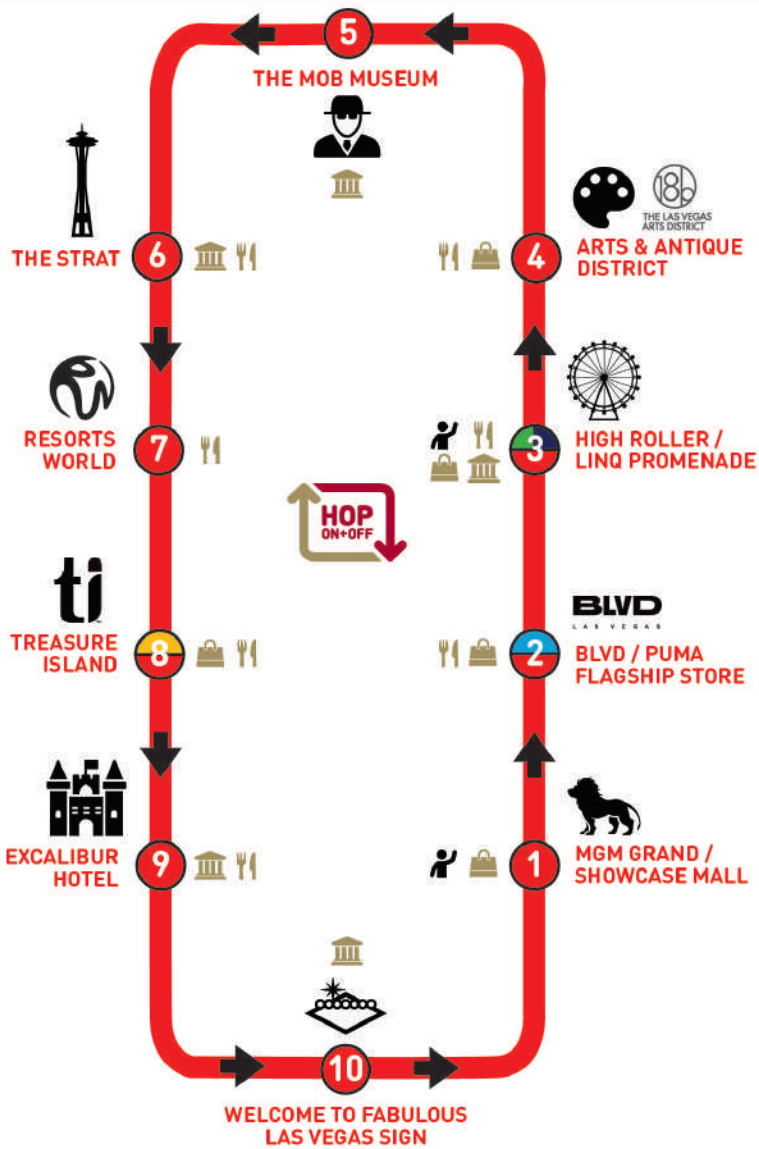 5
THE MOB MUSEUM
18b
THE LAS VEGAS
ARTS DISTRICT
THE STRAT
6
4
ARTS & ANTIQUE
DISTRICT
RESORTS
WORLD
7
3
HIGH ROLLER /
LINQ PROMENADE
HOP
ON+OFF
ti
TREASURE
ISLAND
8
2
BLVD
LAS VEGAS
BLVD / PUMA
FLAGSHIP STORE
EXCALIBUR
HOTEL
9
1
MGM GRAND /
SHOWCASE MALL
10
WELCOME TO FABULOUS
LAS VEGAS SIGN